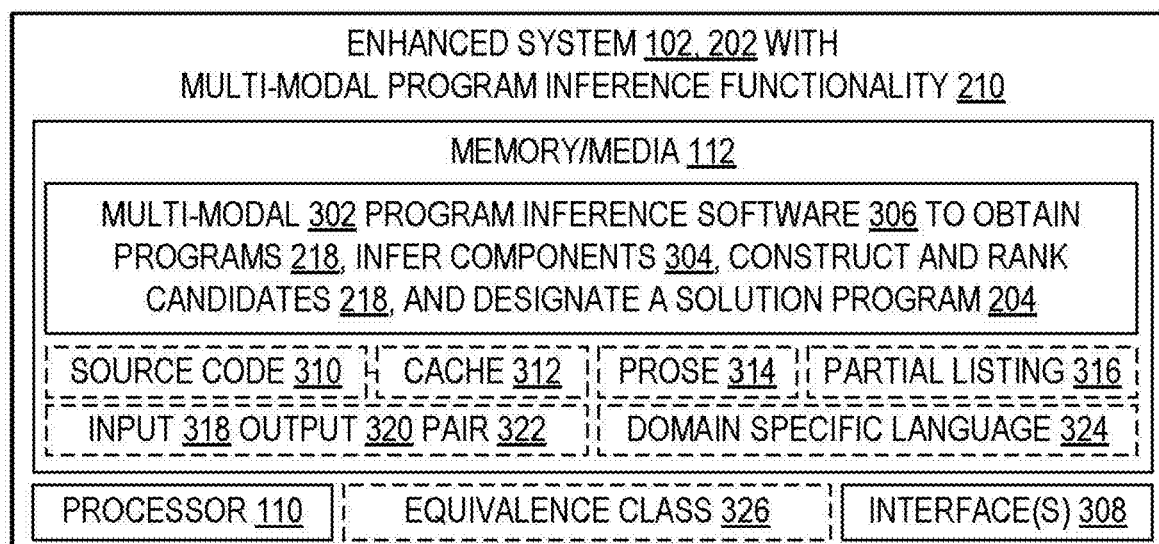 ENHANCED SYSTEM 102, 202 WITH
MULTI-MODAL PROGRAM INFERENCE FUNCTIONALITY 210
MEMORY/MEDIA 112
MULTI-MODAL 302 PROGRAM INFERENCE SOFTWARE 306 TO OBTAIN
PROGRAMS 218, INFER COMPONENTS 304, CONSTRUCT AND RANK
CANDIDATES 218, AND DESIGNATE A SOLUTION PROGRAM 204
SOURCE CODE 310 CACHE 312 PROSE 314 PARTIAL LISTING 316
INPUT 318 OUTPUT 320 PAIR 322 DOMAIN SPECIFIC LANGUAGE 324
PROCESSOR 110 EQUIVALENCE CLASS 326 INTERFACE(S) 308